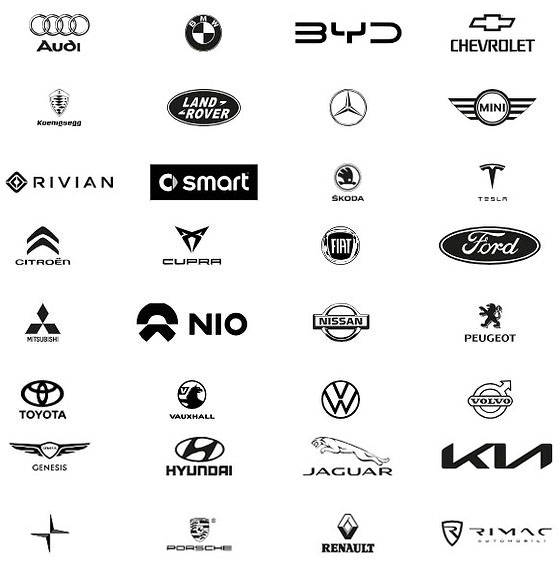 Audi
BMW
BYD
CHEVROLET
Koenigsegg
LAND
ROVER
MINI
RIVIAN
smart
ŠKODA
TESLA
CITROËN
CUPRA
FIAT
Ford
MITSUBISHI
NIO
NISSAN
PEUGEOT
TOYOTA
VAUXHALL
VOLVO
GENESIS
HYUNDAI
JAGUAR
KIA
PORSCHE
RENAULT
RIMAC
AUTOMOBILI